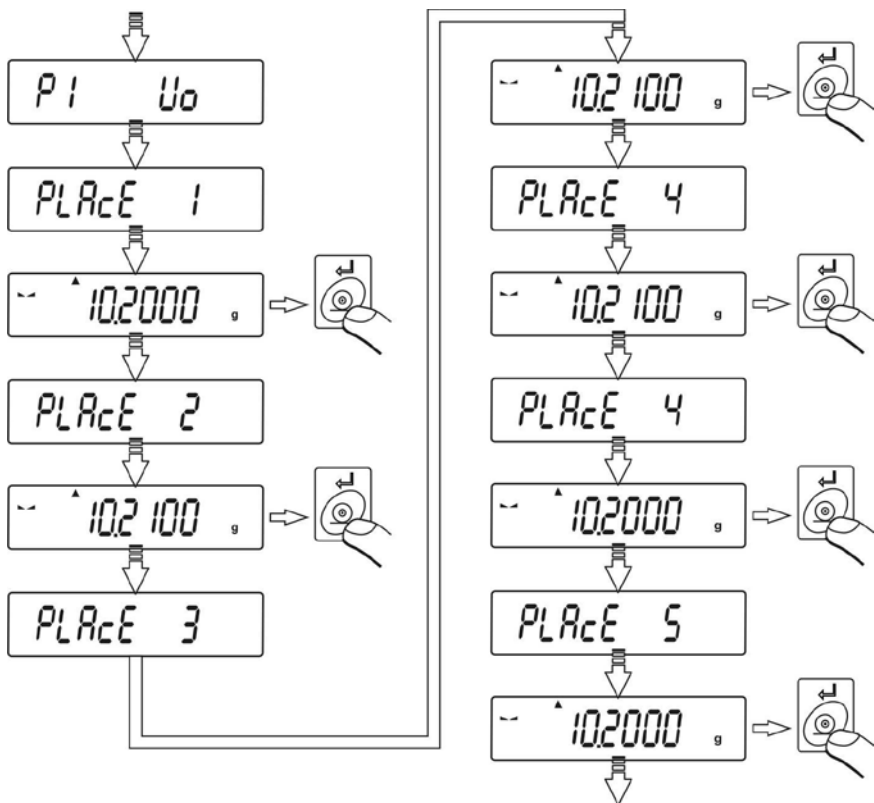 P1 Uo
PLAcE 1
10.2000 g
PLAcE 2
10.2100 g
PLAcE 3
10.2100 g
PLAcE 4
10.2100 g
PLAcE 4
10.2000 g
PLAcE 5
10.2000 g